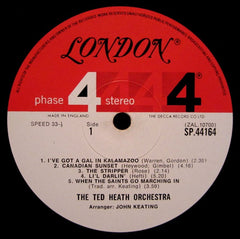 LONDON®
phase 4 stereo 4®
MADE IN ENGLAND THE DECCA RECORD CO LTD
SPEED 33⅓ Side 1 (ZAL.10700) SP.44164
1. I'VE GOT A GAL IN KALAMAZOO (Warren, Gordon) (2.35)
2. CANADIAN SUNSET (Heywood; Gimbel) (4.16)
3. THE STRIPPER (Rose) (2.14)
4. LI'L DARLIN' (Hefti) (5.20)
5. WHEN THE SAINTS GO MARCHING IN
(Trad. arr. Keating) (3.30)
THE TED HEATH ORCHESTRA
Arranger: JOHN KEATING